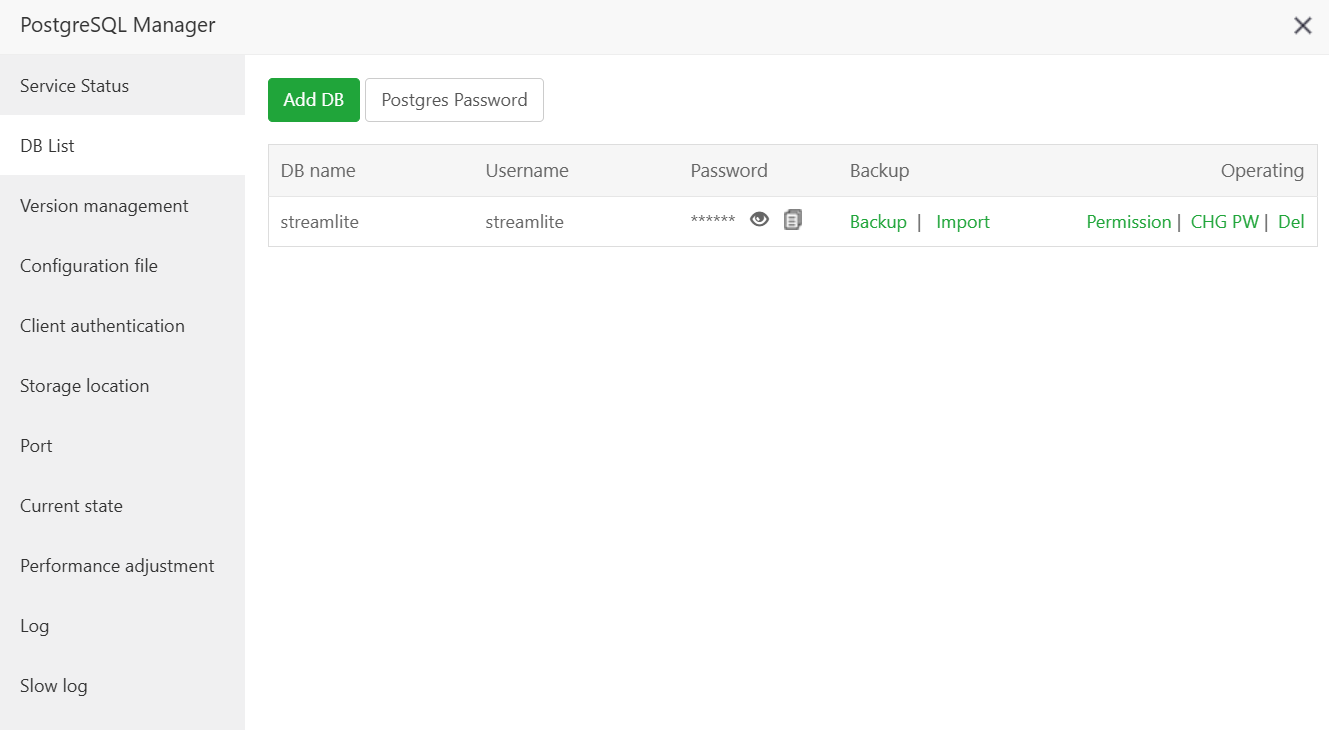 PostgreSQL Manager
Service Status
DB List
Version management
Configuration file
Client authentication
Storage location
Port
Current state
Performance adjustment
Log
Slow log
Add DB Postgres Password
DB name Username Password Backup Operating
streamlite streamlite ****** Backup | Import Permission | CHG PW | Del